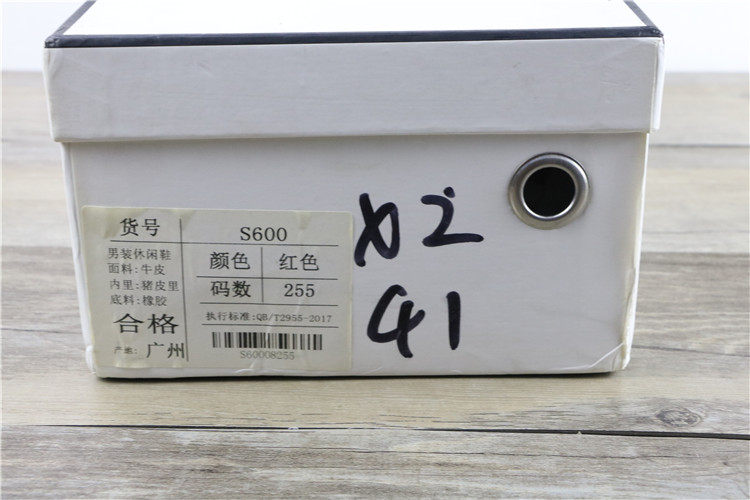 货号 S600
男装休闲鞋
面料:牛皮
内里:猪皮里
底料:橡胶
合格
产地: 广州
颜色 红色
码数 255
执行标准:QB/T2955-2017
S60008255
41